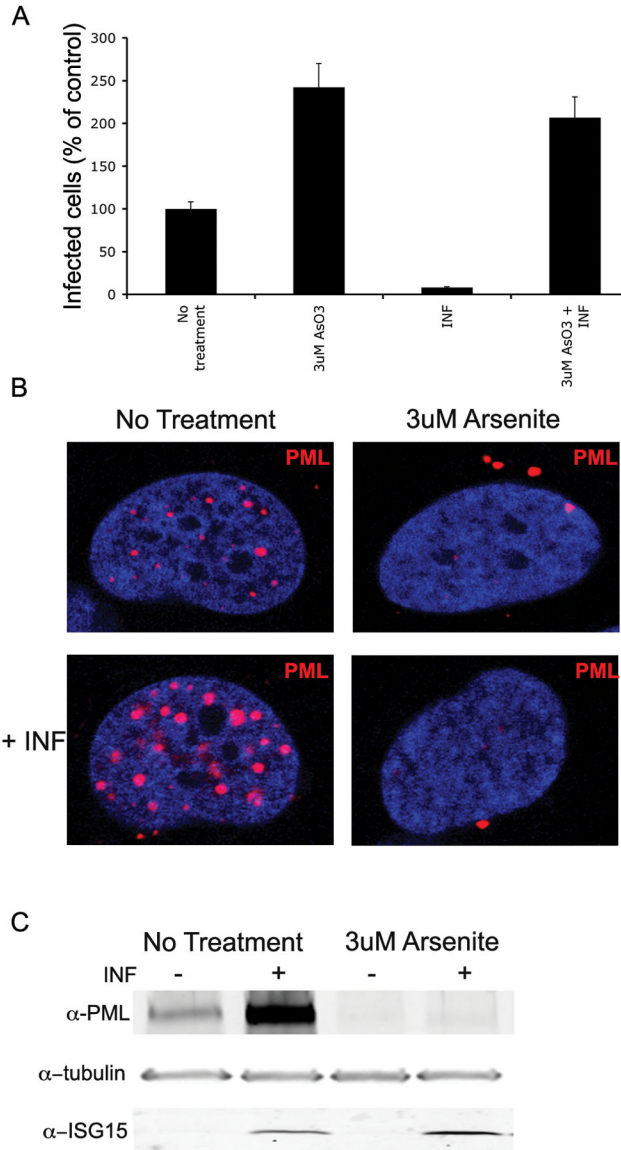 A
Infected cells (% of control)
300
250
200
150
100
50
0
No
treatment
3uM AsO3
INF
3uM AsO3 +
INF
B
No Treatment
3uM Arsenite
PML
PML
+ INF
PML
PML
C
No Treatment
3uM Arsenite
INF - + - +
α-PML
α-tubulin
α-ISG15